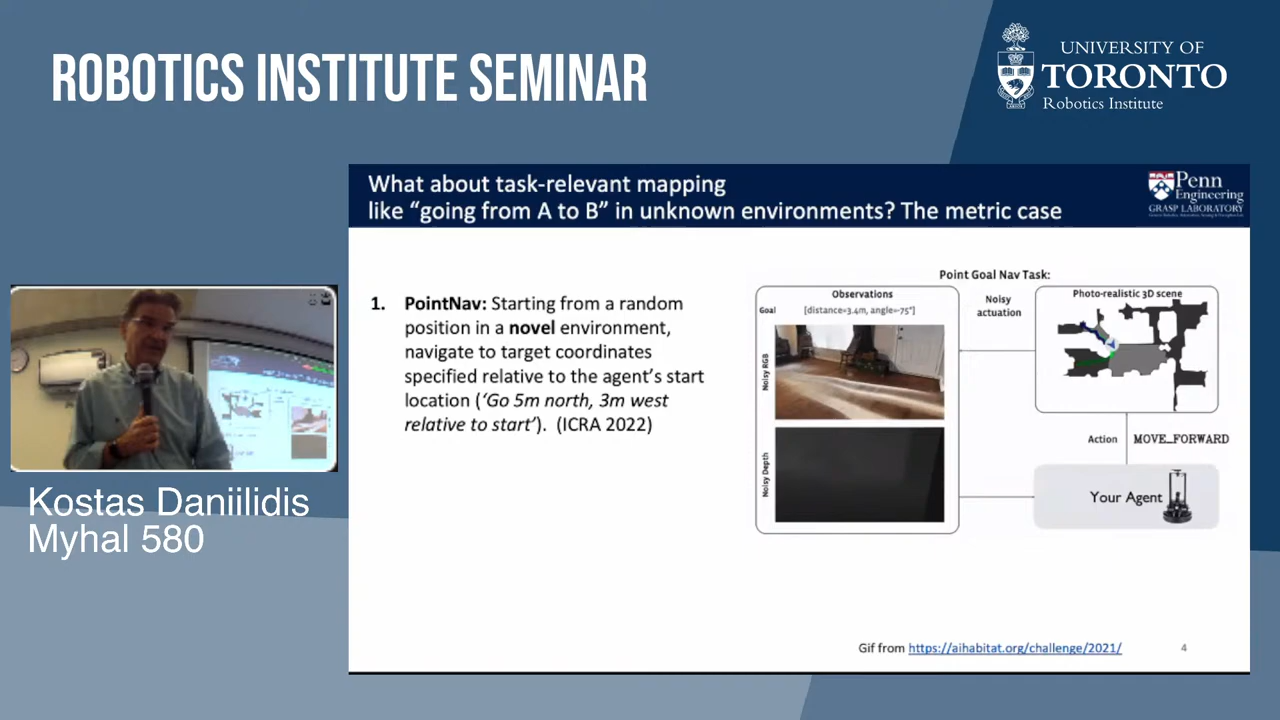 ROBOTICS INSTITUTE SEMINAR
UNIVERSITY OF
TORONTO
Robotics Institute
What about task-relevant mapping
like “going from A to B” in unknown environments? The metric case
Penn
Engineering
GRASP LABORATORY
1. PointNav: Starting from a random
position in a novel environment,
navigate to target coordinates
specified relative to the agent’s start
location (‘Go 5m north, 3m west
relative to start’). (ICRA 2022)
Point Goal Nav Task:
Observations
Goal [distance=3.4m, angle=-75°]
Noisy RGB
Noisy Depth
Noisy
actuation
Photo-realistic 3D scene
Action MOVE_FORWARD
Your Agent
Gif from https://aihabitat.org/challenge/2021/
4
Kostas Daniilidis
Myhal 580